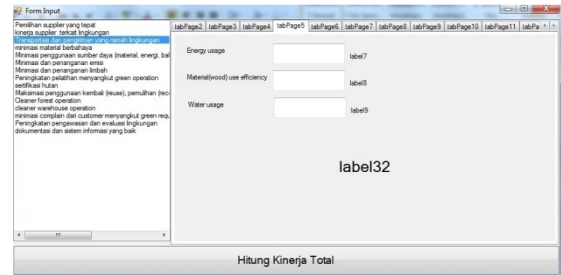 Form Input
Pemilihan supplier yang tepat
kinerja supplier terkait lingkungan
Transportasi dan pengiriman yang ramah lingkungan
minimasi material berbahaya
Minimasi penggunaan sumber daya (material, energi, bal
Minimasi dan penanganan emisi
Minimasi dan penanganan limbah
Peningkatan pelatihan menyangkut green operation
sertifikasi hutan
Maksimasi penggunaan kembali (reuse), pemulihan (rec
Cleaner forest operation
cleaner warehouse operation
minimasi complain dari customer menyangkut green requ
Peningkatan pengawasan dan evaluasi lingkungan
dokumentasi dan sistem informasi yang baik
tabPage2 tabPage3 tabPage4 tabPage5 tabPage6 tabPage7 tabPage8 tabPage9 tabPage10 tabPage11 tabPa
Energy usage label7
Material(wood) use efficiency label8
Water usage label9
label32
Hitung Kinerja Total